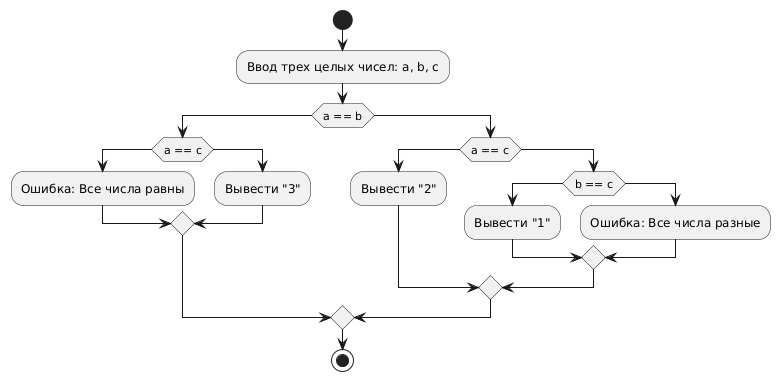 Ввод трех целых чисел: a, b, c
a == b
a == c
a == c
Ошибка: Все числа равны
Вывести "3"
Вывести "2"
b == c
Вывести "1"
Ошибка: Все числа разные